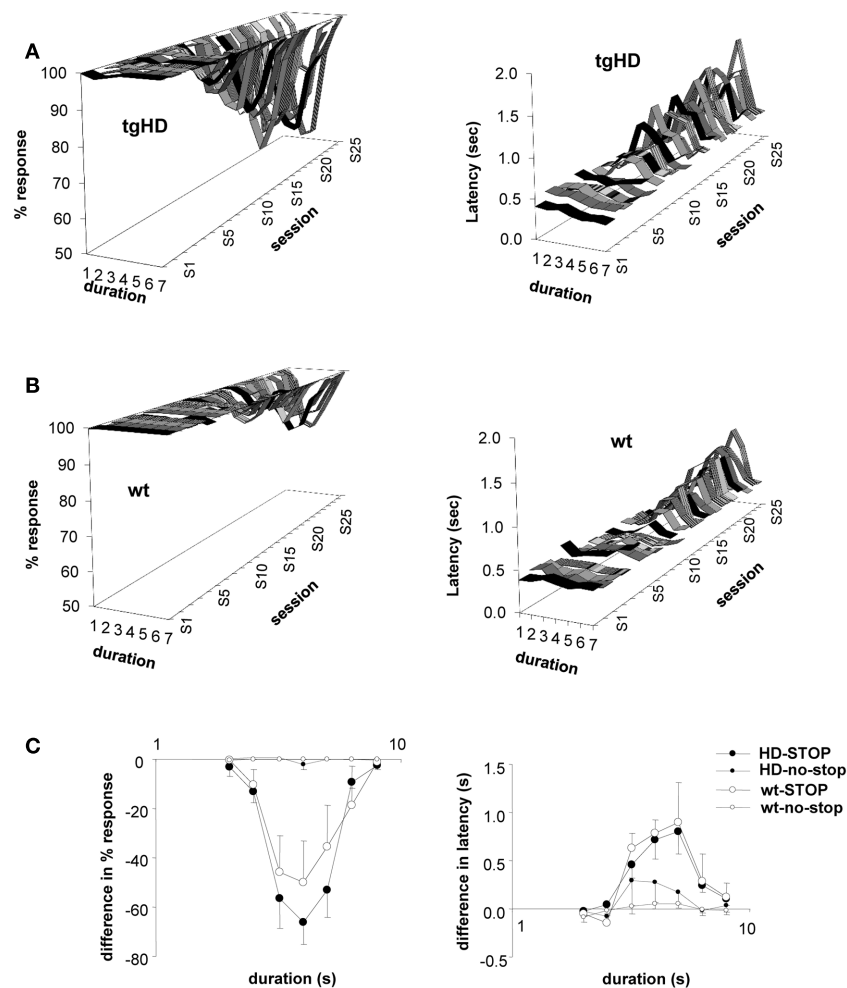 A
tgHD
% response
100
90
80
70
60
50
1 2 3 4 5 6 7
duration
S1
S5
S10
S15
S20
S25
session
tgHD
Latency (sec)
2.0
1.5
1.0
0.5
0.0
1 2 3 4 5 6 7
duration
S1
S5
S10
S15
S20
S25
session
B
wt
% response
100
90
80
70
60
50
1 2 3 4 5 6 7
duration
S1
S5
S10
S15
S20
S25
session
wt
Latency (sec)
2.0
1.5
1.0
0.5
0.0
1 2 3 4 5 6 7
duration
S1
S5
S10
S15
S20
S25
session
C
1 10
difference in % response
0
-20
-40
-60
-80
duration (s)
difference in latency (s)
1.5
1.0
0.5
0.0
-0.5
1 10
duration (s)
HD-STOP
HD-no-stop
wt-STOP
wt-no-stop